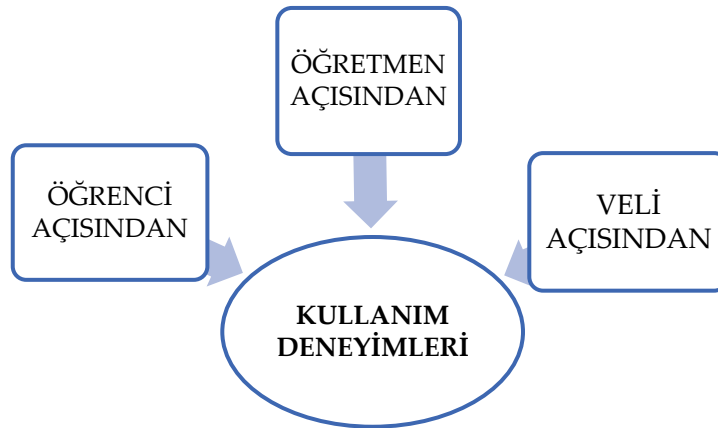 ÖĞRETMEN
AÇISINDAN
ÖĞRENCİ
AÇISINDAN
VELİ
AÇISINDAN
KULLANIM
DENEYİMLERİ